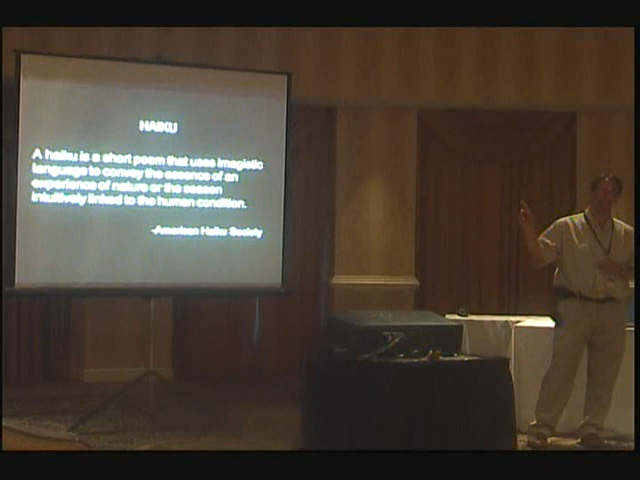 HAIKU
A haiku is a short poem that uses imagistic
language to convey the essence of an
experience of nature or the season
intuitively linked to the human condition.
-American Haiku Society